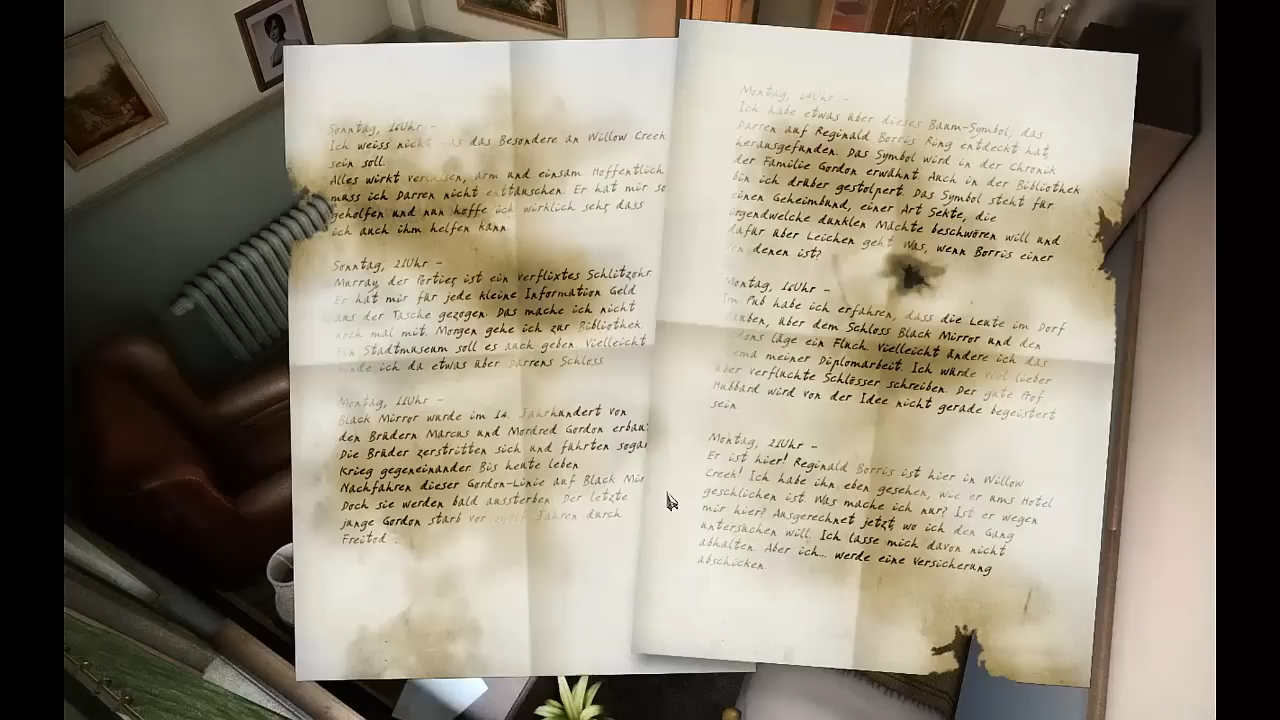 Sonntag, 16Uhr -
Ich weiss nicht was das Besondere an Willow Creek
sein soll.
Alles wirkt verlassen, arm und einsam Hoffentlich
muss ich Darren nicht enttäuschen. Er hat mir so
geholfen und nun hoffe ich wirklich sehr, dass
ich auch ihm helfen kann.
Sonntag, 21Uhr -
Murray, der Portier, ist ein verflixtes Schlitzohr.
Er hat mir für jede kleine Information Geld
aus der Tasche gezogen. Das mache ich nicht
noch mal mit. Morgen gehe ich zur Bibliothek.
Ein Stadtmuseum soll es auch geben. Vielleicht
finde ich da etwas über Darrens Schloss.
Montag, 11Uhr -
Black Mirror wurde im 14. Jahrhundert von
den Brüdern Marcus und Mordred Gordon erbau
Die Brüder zerstritten sich und führten sogar
Krieg gegeneinander. Bis heute leben
Nachfahren dieser Gordon-Linie auf Black Mir
Doch sie werden bald aussterben. Der letzte
junge Gordon starb vor zwölf Jahren durch
Freitod.
Montag, 14Uhr -
Ich habe etwas über dieses Baum-Symbol, das
Darren auf Reginald Borris Ring entdeckt hat,
herausgefunden. Das Symbol wird in der Chronik
der Familie Gordon erwähnt. Auch in der Bibliothek
bin ich drüber gestolpert. Das Symbol steht für
einen Geheimbund, einer Art Sekte, die
irgendwelche dunklen Mächte beschwören will und
dafür über Leichen geht. Was, wenn Borris einer
von denen ist?
Montag, 16Uhr -
Im Pub habe ich erfahren, dass die Leute im Dorf
glauben, über dem Schloss Black Mirror und den
Gordons läge ein Fluch. Vielleicht ändere ich das
Thema meiner Diplomarbeit. Ich würde viel lieber
über verfluchte Schlösser schreiben. Der gute Prof
Hubbard wird von der Idee nicht gerade begeistert
sein.
Montag, 21Uhr -
Er ist hier! Reginald Borris ist hier in Willow
Creek! Ich habe ihn eben gesehen, wie er ums Hotel
geschlichen ist. Was mache ich nur? Ist er wegen
mir hier? Ausgerechnet jetzt, wo ich den Gang
untersuchen will. Ich lasse mich davon nicht
abhalten. Aber ich... werde eine Versicherung
abschicken.